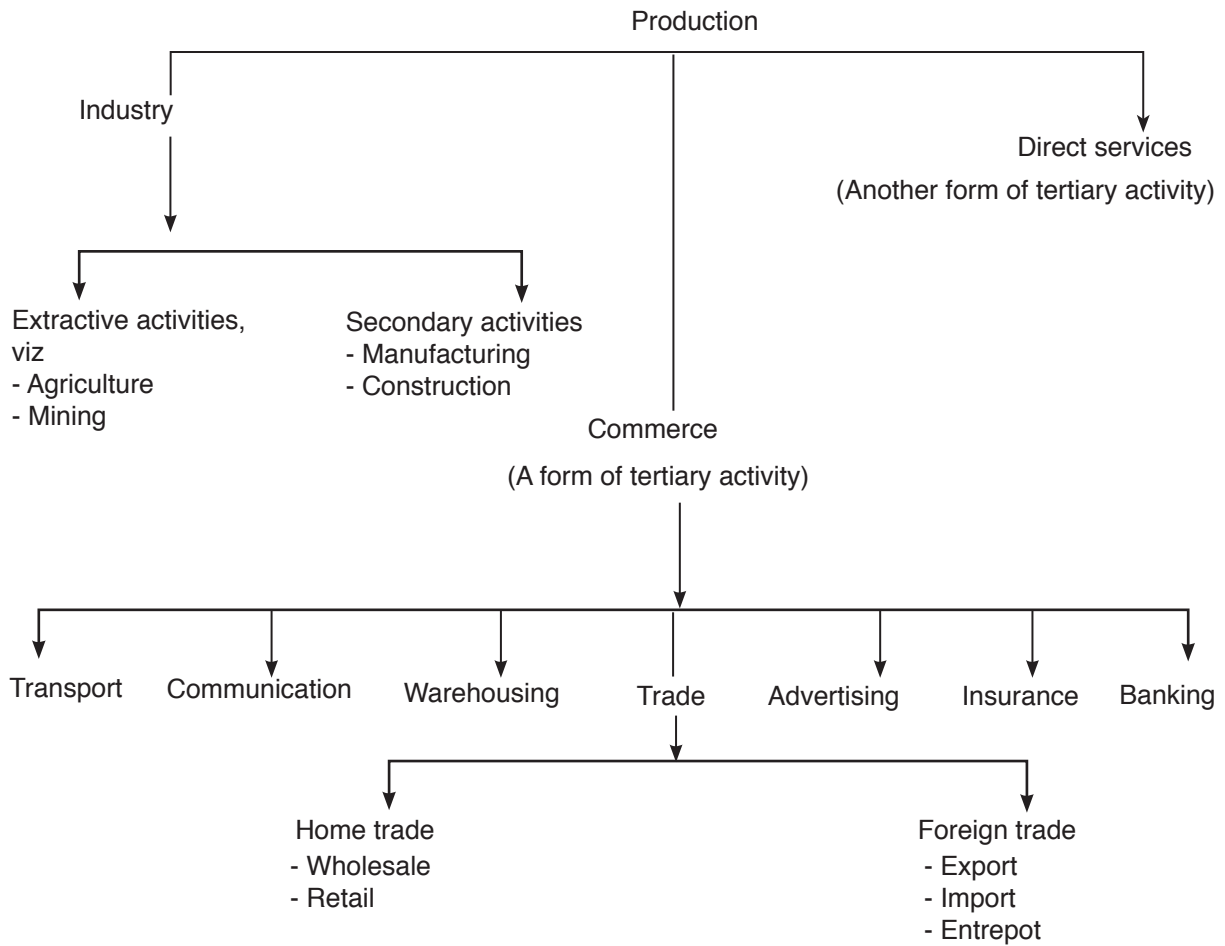 Production
Industry
Direct services
(Another form of tertiary activity)
Extractive activities,
viz
- Agriculture
- Mining
Secondary activities
- Manufacturing
- Construction
Commerce
(A form of tertiary activity)
Transport
Communication
Warehousing
Trade
Advertising
Insurance
Banking
Home trade
- Wholesale
- Retail
Foreign trade
- Export
- Import
- Entrepot